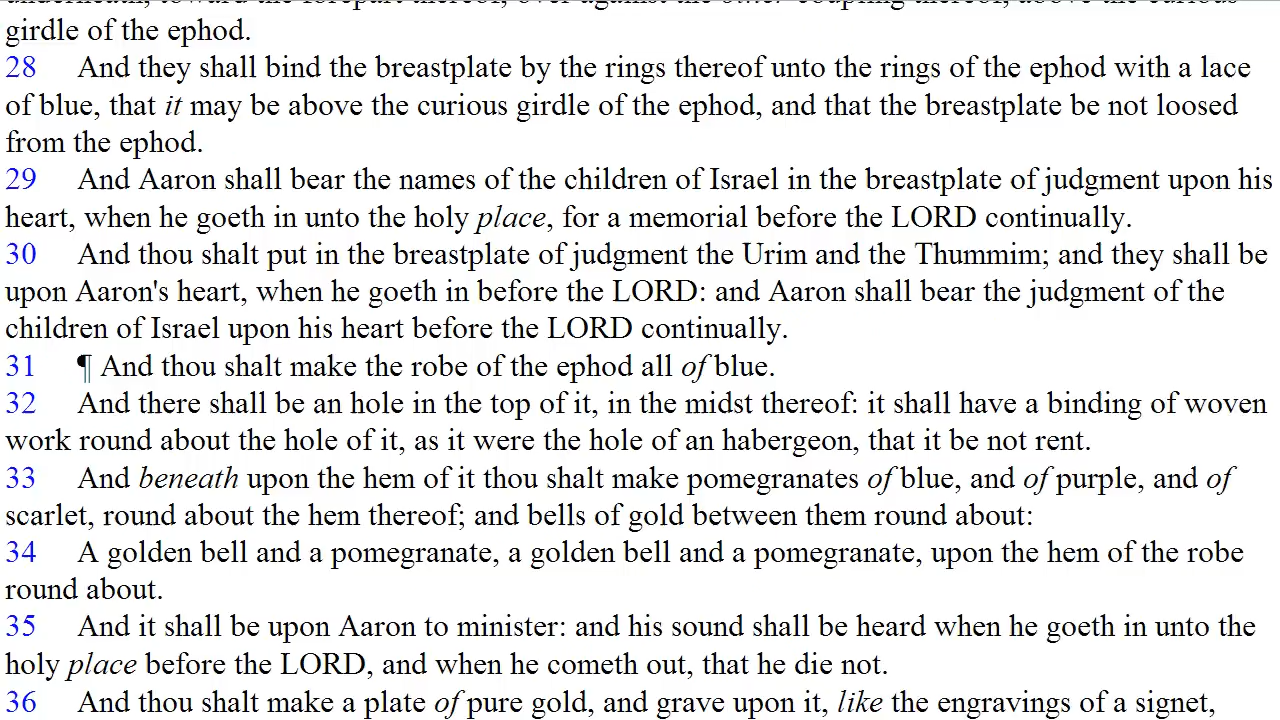 underneath, toward the forepart thereof, over against the other coupling thereof, above the curious
girdle of the ephod.
28 And they shall bind the breastplate by the rings thereof unto the rings of the ephod with a lace
of blue, that it may be above the curious girdle of the ephod, and that the breastplate be not loosed
from the ephod.
29 And Aaron shall bear the names of the children of Israel in the breastplate of judgment upon his
heart, when he goeth in unto the holy place, for a memorial before the LORD continually.
30 And thou shalt put in the breastplate of judgment the Urim and the Thummim; and they shall be
upon Aaron's heart, when he goeth in before the LORD: and Aaron shall bear the judgment of the
children of Israel upon his heart before the LORD continually.
31 ¶ And thou shalt make the robe of the ephod all of blue.
32 And there shall be an hole in the top of it, in the midst thereof: it shall have a binding of woven
work round about the hole of it, as it were the hole of an habergeon, that it be not rent.
33 And beneath upon the hem of it thou shalt make pomegranates of blue, and of purple, and of
scarlet, round about the hem thereof; and bells of gold between them round about:
34 A golden bell and a pomegranate, a golden bell and a pomegranate, upon the hem of the robe
round about.
35 And it shall be upon Aaron to minister: and his sound shall be heard when he goeth in unto the
holy place before the LORD, and when he cometh out, that he die not.
36 And thou shalt make a plate of pure gold, and grave upon it, like the engravings of a signet,